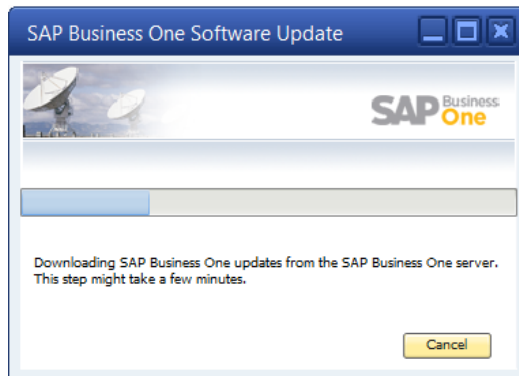 SAP Business One Software Update
SAP Business One
Downloading SAP Business One updates from the SAP Business One server.
This step might take a few minutes.
Cancel